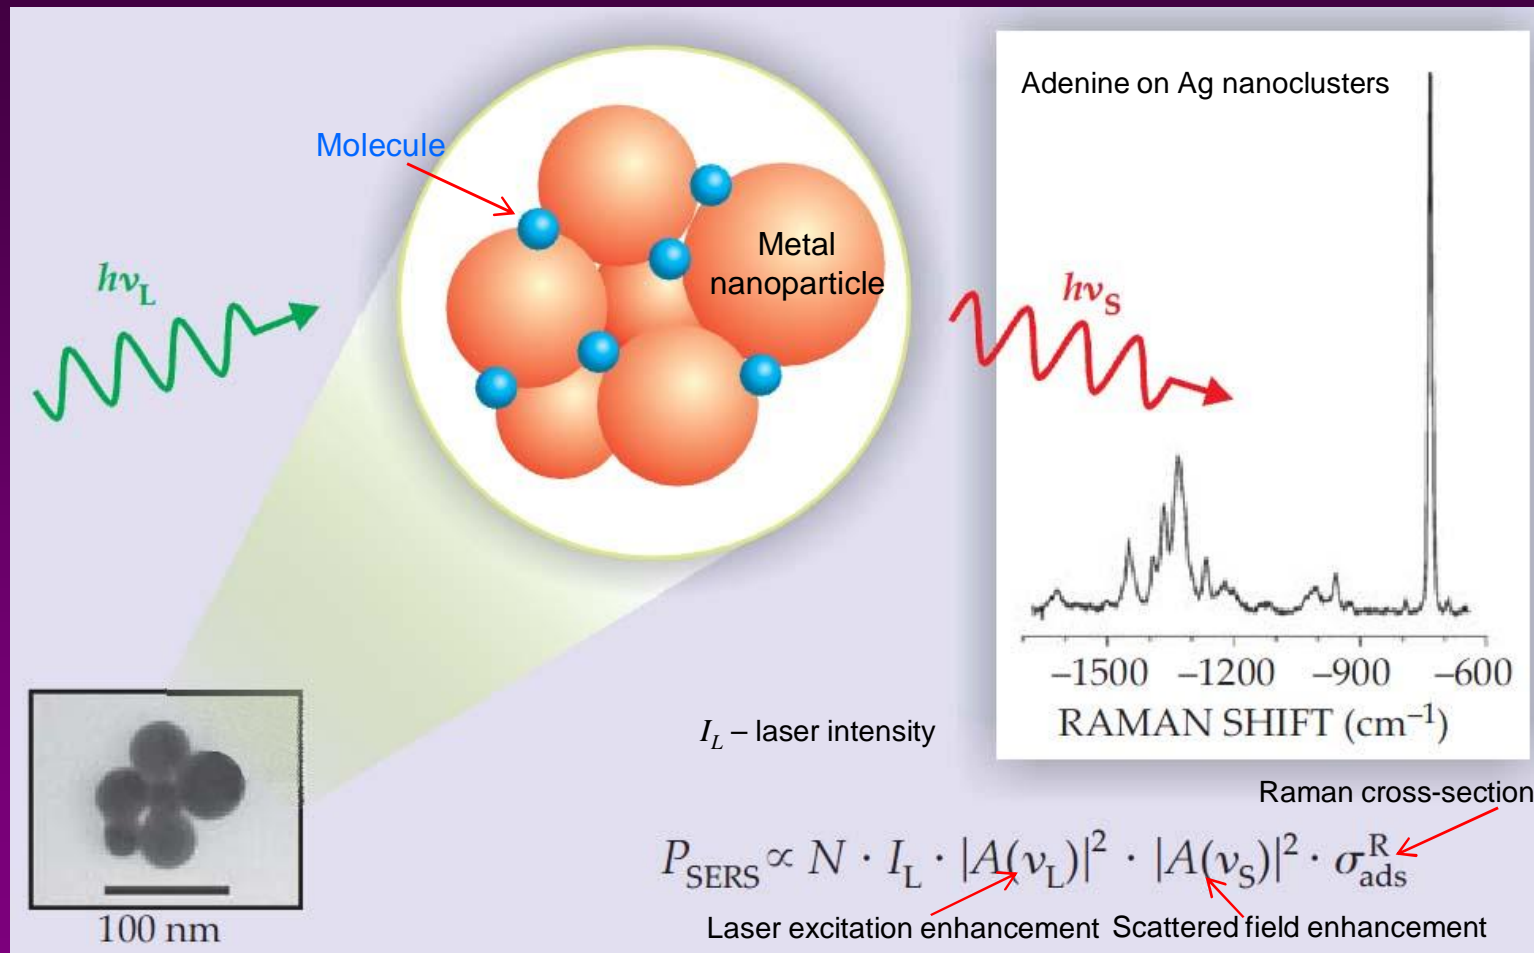 Adenine on Ag nanoclusters
Molecule
Metal
nanoparticle
hν_L
hν_S
–1500 –1200 –900 –600
RAMAN SHIFT (cm⁻¹)
I_L – laser intensity
Raman cross-section
P_SERS ∝ N · I_L · |A(ν_L)|² · |A(ν_S)|² · σ_ads^R
Laser excitation enhancement Scattered field enhancement
100 nm